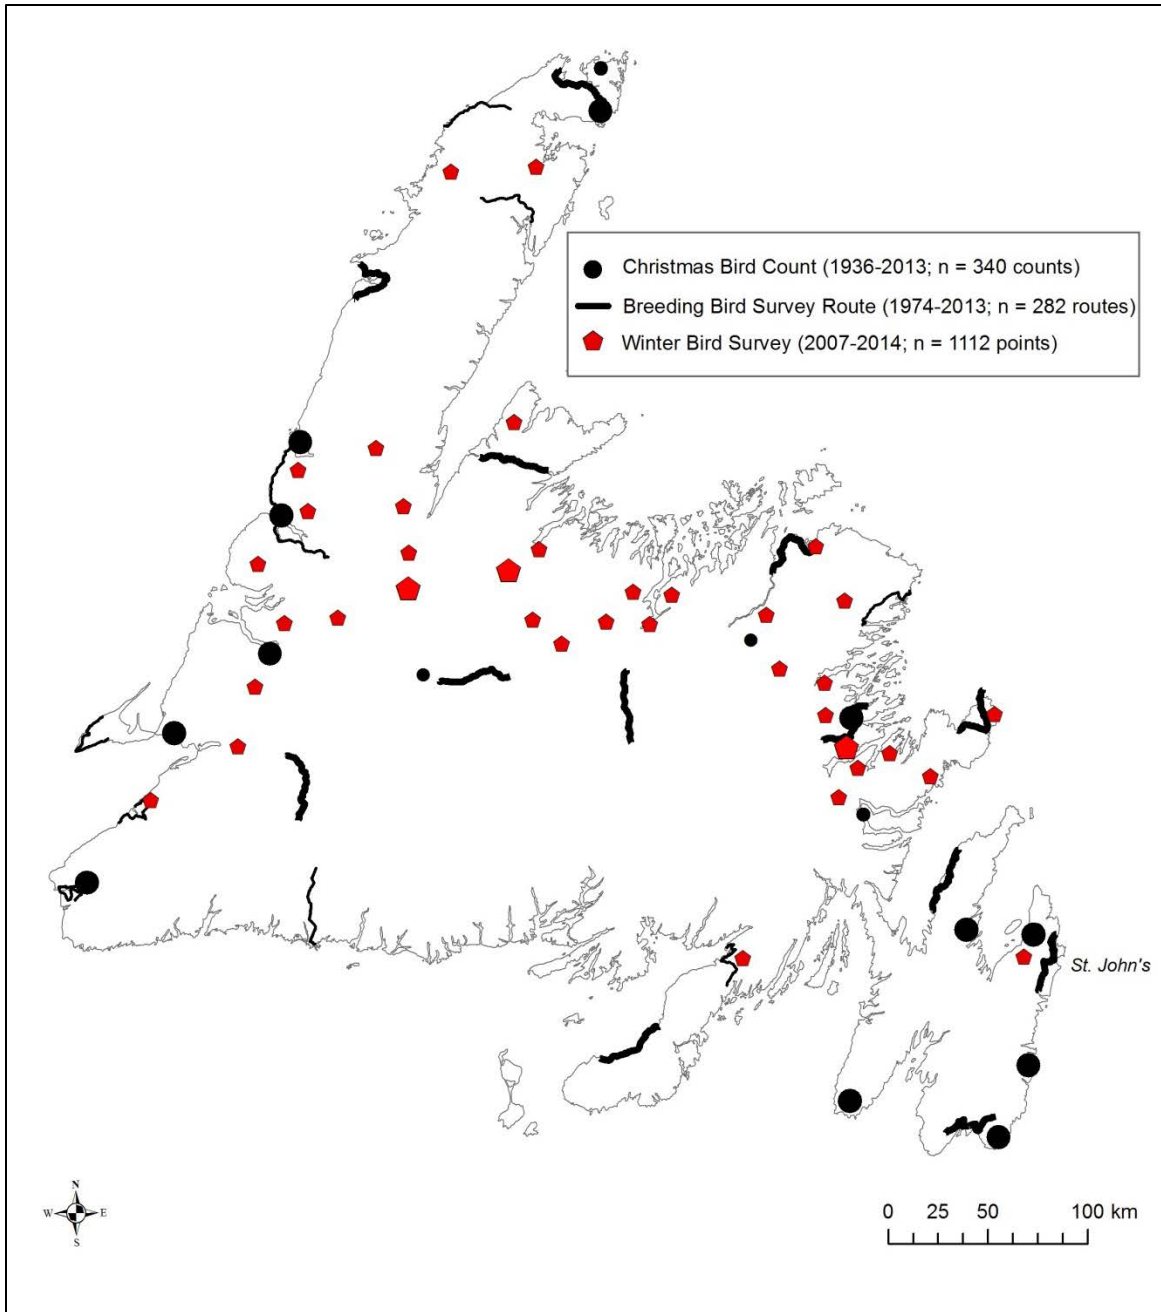 Christmas Bird Count (1936-2013; n = 340 counts)
Breeding Bird Survey Route (1974-2013; n = 282 routes)
Winter Bird Survey (2007-2014; n = 1112 points)
St. John's
N
W E
S
0 25 50 100 km